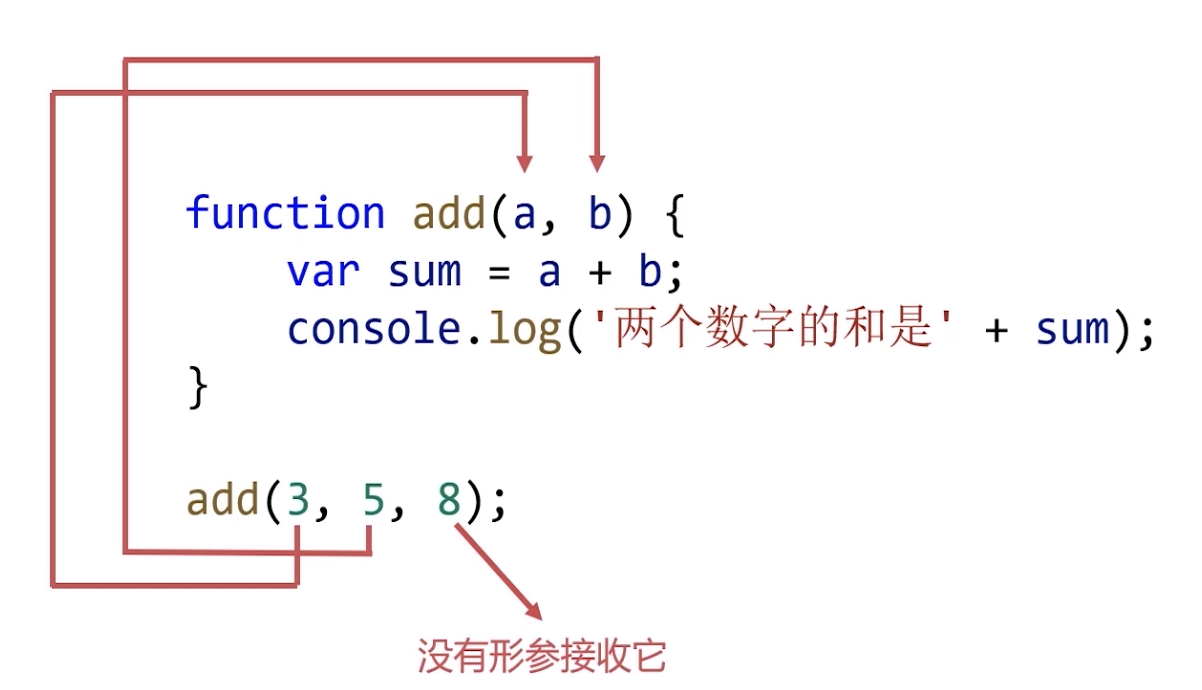 function add(a, b) {
    var sum = a + b;
    console.log('两个数字的和是' + sum);
}
add(3, 5, 8);
没有形参接收它